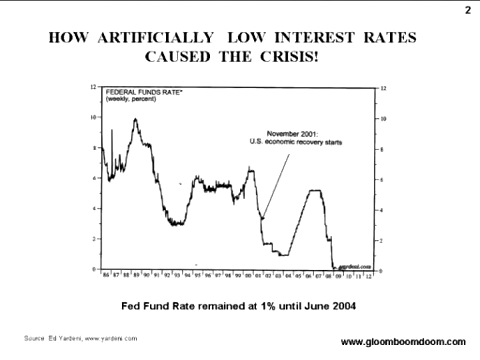 2
HOW ARTIFICIALLY LOW INTEREST RATES
CAUSED THE CRISIS!
12
12
FEDERAL FUNDS RATE*
(weekly, percent)
10
10
November 2001:
U.S. economic recovery starts
8
8
6
6
4
4
2
2
yardeni.com
0
0
86 87 88 89 90 91 92 93 94 95 96 97 98 99 00 01 02 03 04 05 06 07 08 09 10 11 12
Fed Fund Rate remained at 1% until June 2004
Source: Ed Yardeni, www.yardeni.com
www.gloomboomdoom.com